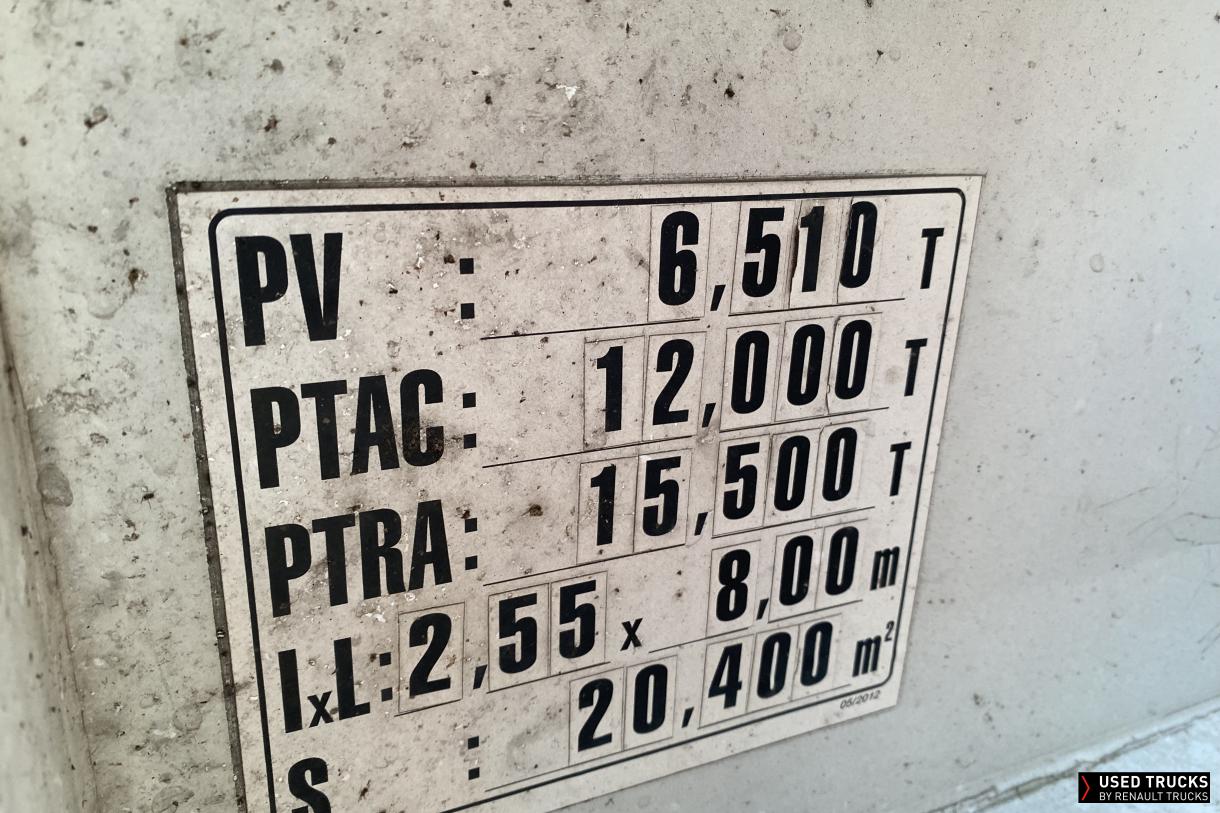 PV : 6,510 T
PTAC : 12,000 T
PTRA : 15,500 T
lxL : 2,55 x 8,00 m
S : 20,400 m²
05/2012
USED TRUCKS
BY RENAULT TRUCKS